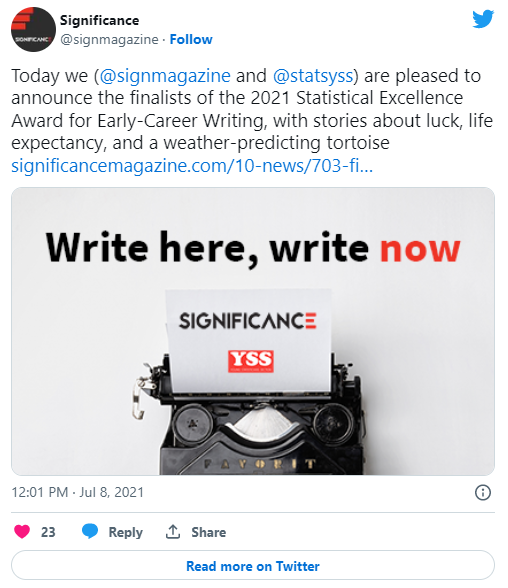 Significance
SIGNIFICANCE
@signmagazine · Follow
Today we (@signmagazine and @statsyss) are pleased to
announce the finalists of the 2021 Statistical Excellence
Award for Early-Career Writing, with stories about luck, life
expectancy, and a weather-predicting tortoise
significancemagazine.com/10-news/703-fi...
Write here, write now
SIGNIFICANCE
YSS
FAVORIT
12:01 PM · Jul 8, 2021
23 Reply Share
Read more on Twitter